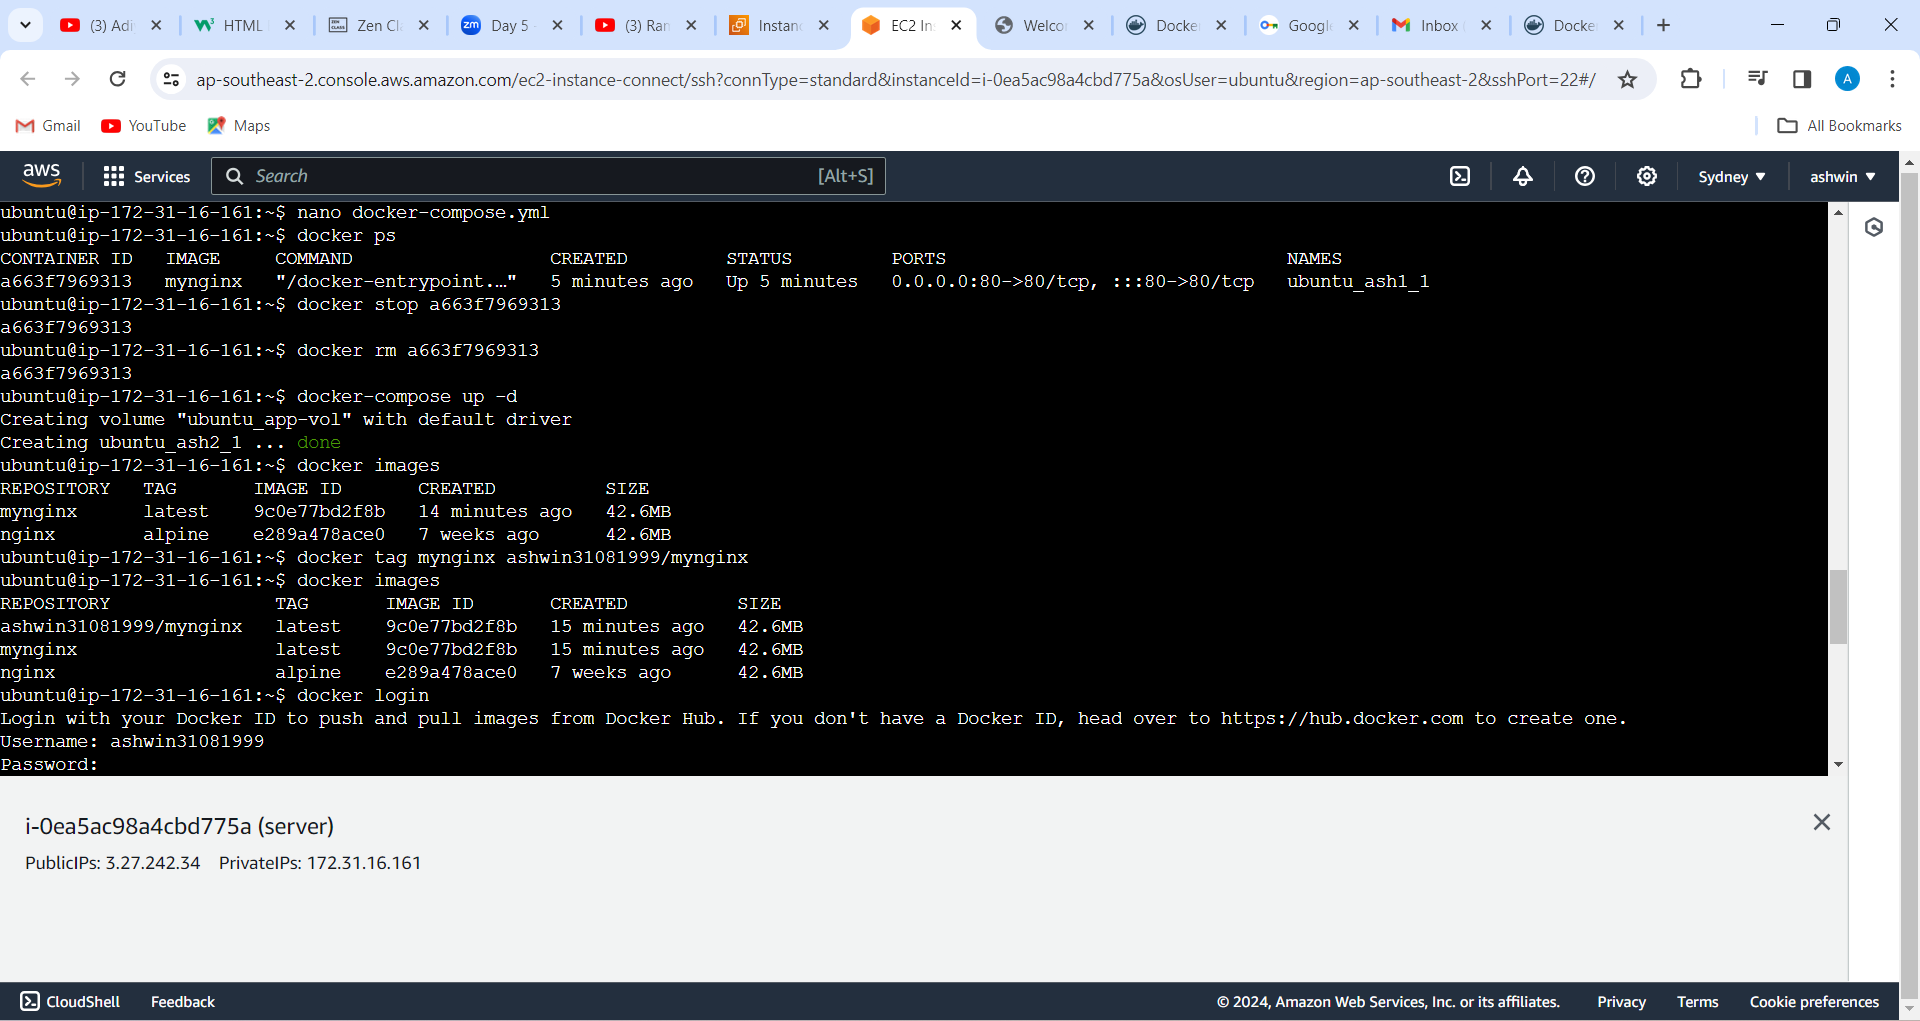 (3) Adi
HTML
Zen Cl
Day 5
(3) Ran
Instan
EC2 In
Welco
Docke
Googl
Inbox
Docke
ap-southeast-2.console.aws.amazon.com/ec2-instance-connect/ssh?connType=standard&instanceId=i-0ea5ac98a4cbd775a&osUser=ubuntu&region=ap-southeast-2&sshPort=22#/
A
Gmail
YouTube
Maps
All Bookmarks
aws
Services
Search
[Alt+S]
Sydney
ashwin
ubuntu@ip-172-31-16-161:~$ nano docker-compose.yml
ubuntu@ip-172-31-16-161:~$ docker ps
CONTAINER ID   IMAGE     COMMAND                  CREATED         STATUS         PORTS                               NAMES
a663f7969313   mynginx   "/docker-entrypoint.…"   5 minutes ago   Up 5 minutes   0.0.0.0:80->80/tcp, :::80->80/tcp   ubuntu_ash1_1
ubuntu@ip-172-31-16-161:~$ docker stop a663f7969313
a663f7969313
ubuntu@ip-172-31-16-161:~$ docker rm a663f7969313
a663f7969313
ubuntu@ip-172-31-16-161:~$ docker-compose up -d
Creating volume "ubuntu_app-vol" with default driver
Creating ubuntu_ash2_1 ... done
ubuntu@ip-172-31-16-161:~$ docker images
REPOSITORY   TAG       IMAGE ID       CREATED          SIZE
mynginx      latest    9c0e77bd2f8b   14 minutes ago   42.6MB
nginx        alpine    e289a478ace0   7 weeks ago      42.6MB
ubuntu@ip-172-31-16-161:~$ docker tag mynginx ashwin31081999/mynginx
ubuntu@ip-172-31-16-161:~$ docker images
REPOSITORY               TAG       IMAGE ID       CREATED          SIZE
ashwin31081999/mynginx   latest    9c0e77bd2f8b   15 minutes ago   42.6MB
mynginx                  latest    9c0e77bd2f8b   15 minutes ago   42.6MB
nginx                    alpine    e289a478ace0   7 weeks ago      42.6MB
ubuntu@ip-172-31-16-161:~$ docker login
Login with your Docker ID to push and pull images from Docker Hub. If you don't have a Docker ID, head over to https://hub.docker.com to create one.
Username: ashwin31081999
Password:
i-0ea5ac98a4cbd775a (server)
PublicIPs: 3.27.242.34   PrivateIPs: 172.31.16.161
CloudShell
Feedback
© 2024, Amazon Web Services, Inc. or its affiliates.
Privacy
Terms
Cookie preferences